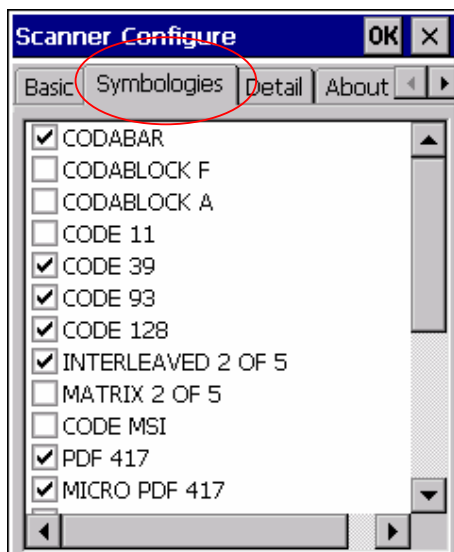 Scanner Configure OK
Basic Symbologies Detail About
CODABAR
CODABLOCK F
CODABLOCK A
CODE 11
CODE 39
CODE 93
CODE 128
INTERLEAVED 2 OF 5
MATRIX 2 OF 5
CODE MSI
PDF 417
MICRO PDF 417